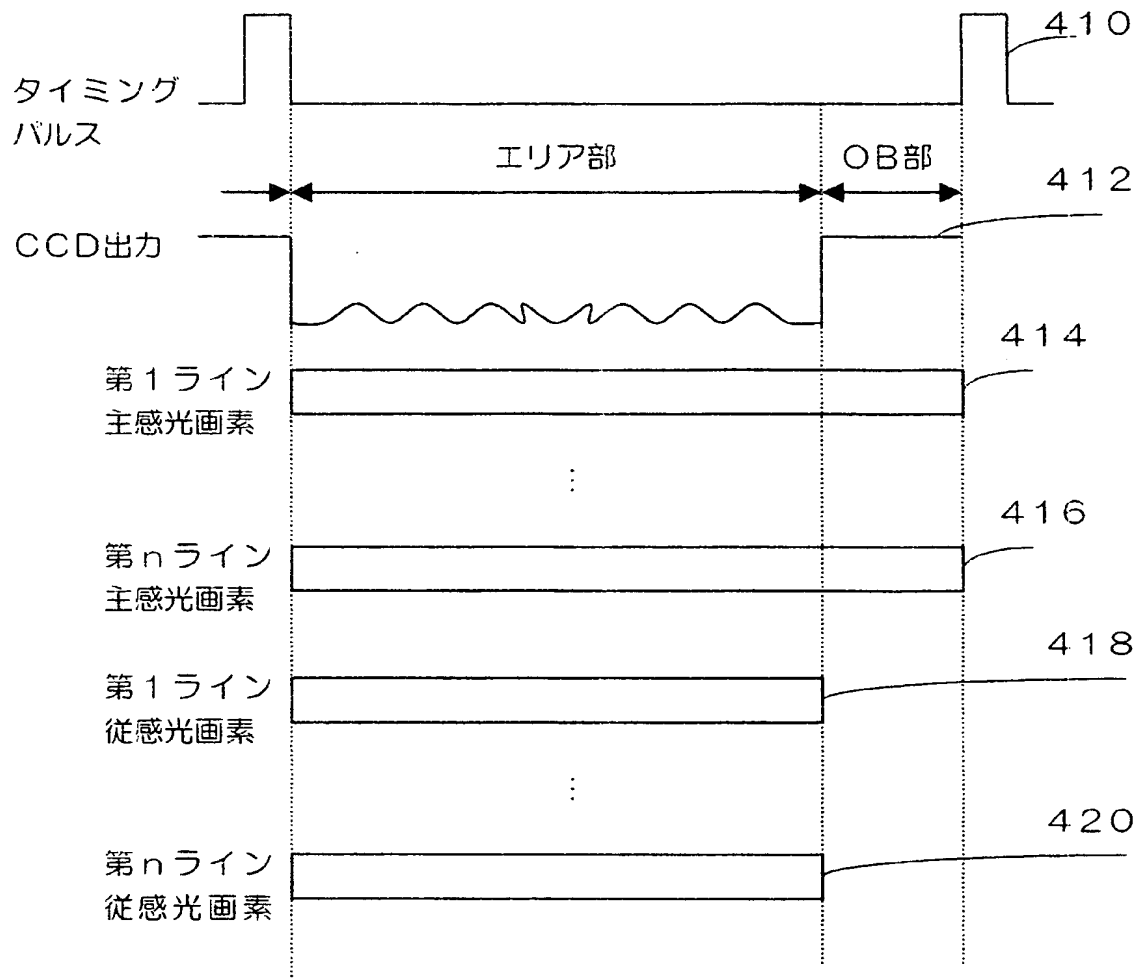 ４１０
タイミング
パルス
エリア部
ＯＢ部
４１２
ＣＣＤ出力
４１４
第１ライン
主感光画素
⋮
４１６
第ｎライン
主感光画素
４１８
第１ライン
従感光画素
⋮
４２０
第ｎライン
従感光画素